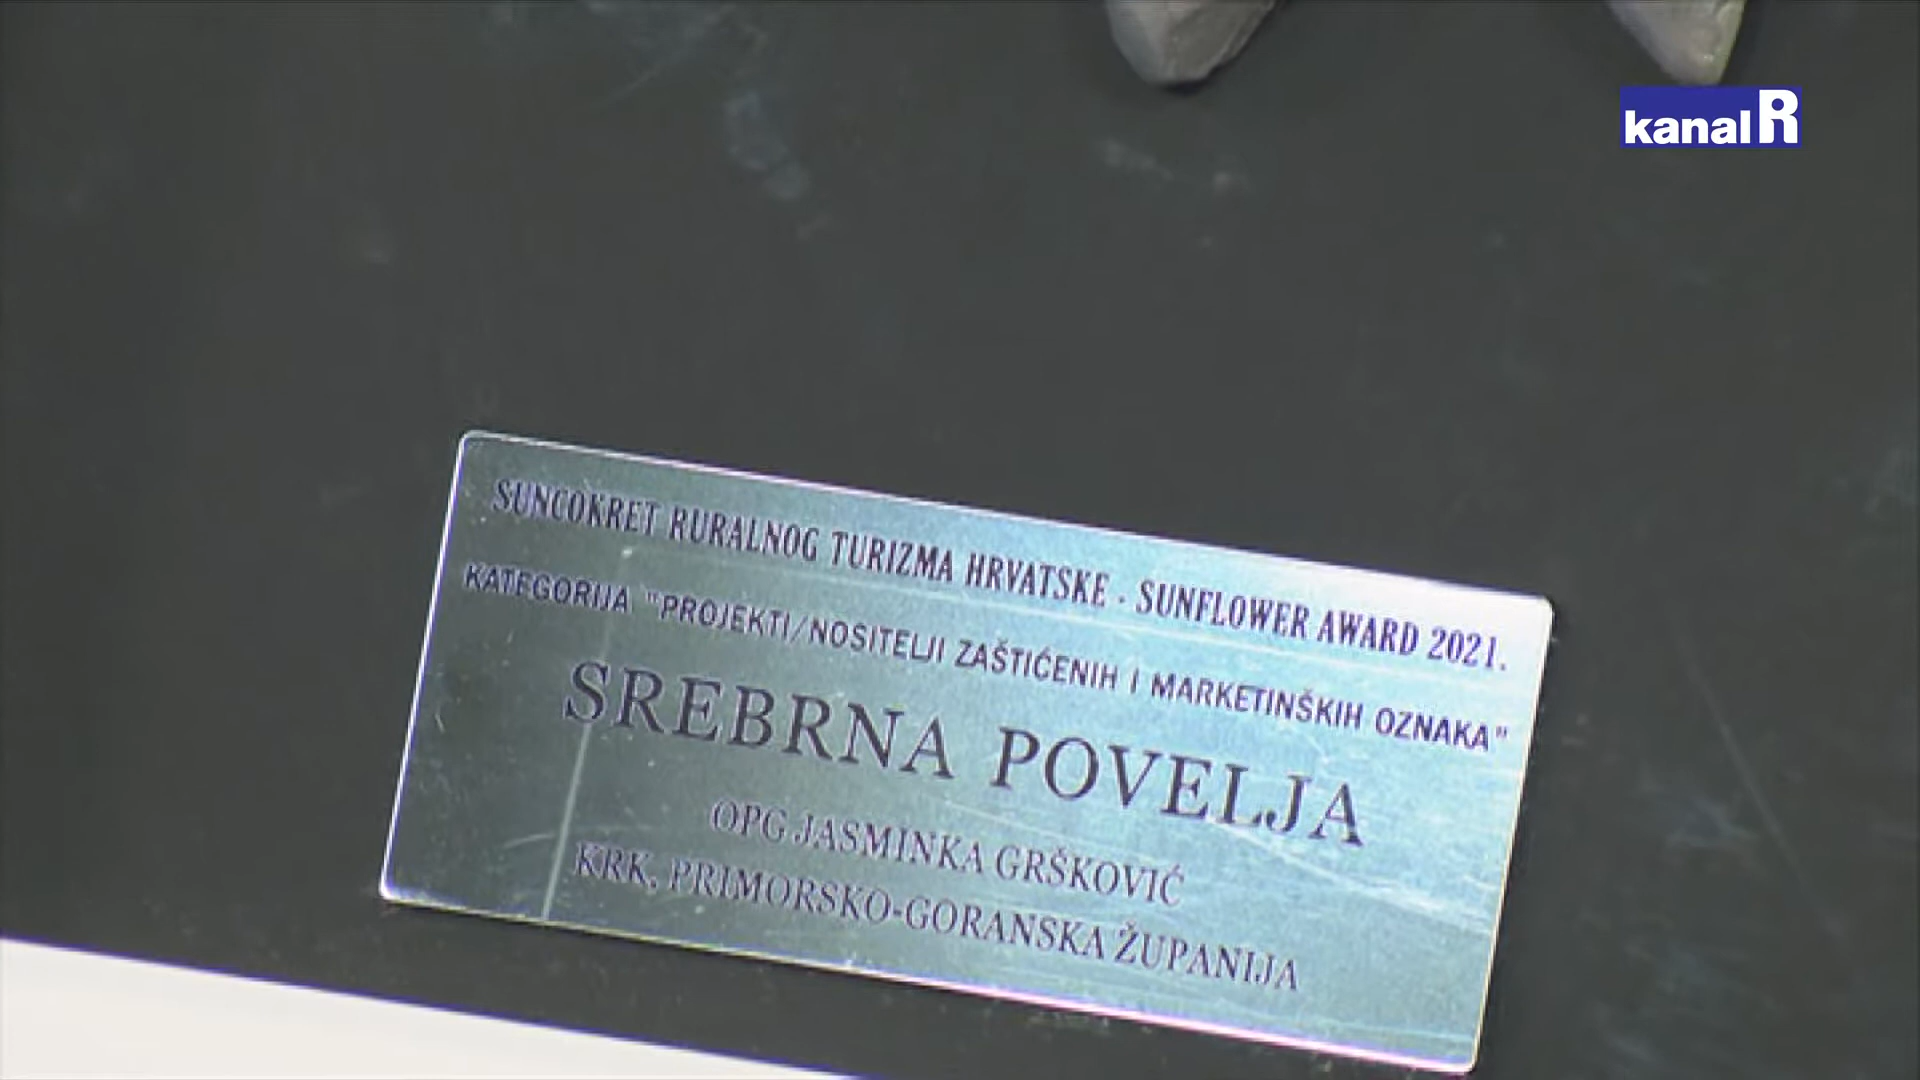 kanal R
SUNCOKRET RURALNOG TURIZMA HRVATSKE - SUNFLOWER AWARD 2021.
KATEGORIJA "PROJEKTI/NOSITELJI ZAŠTIĆENIH I MARKETINŠKIH OZNAKA"
SREBRNA POVELJA
OPG JASMINKA GRŠKOVIĆ
KRK, PRIMORSKO-GORANSKA ŽUPANIJA